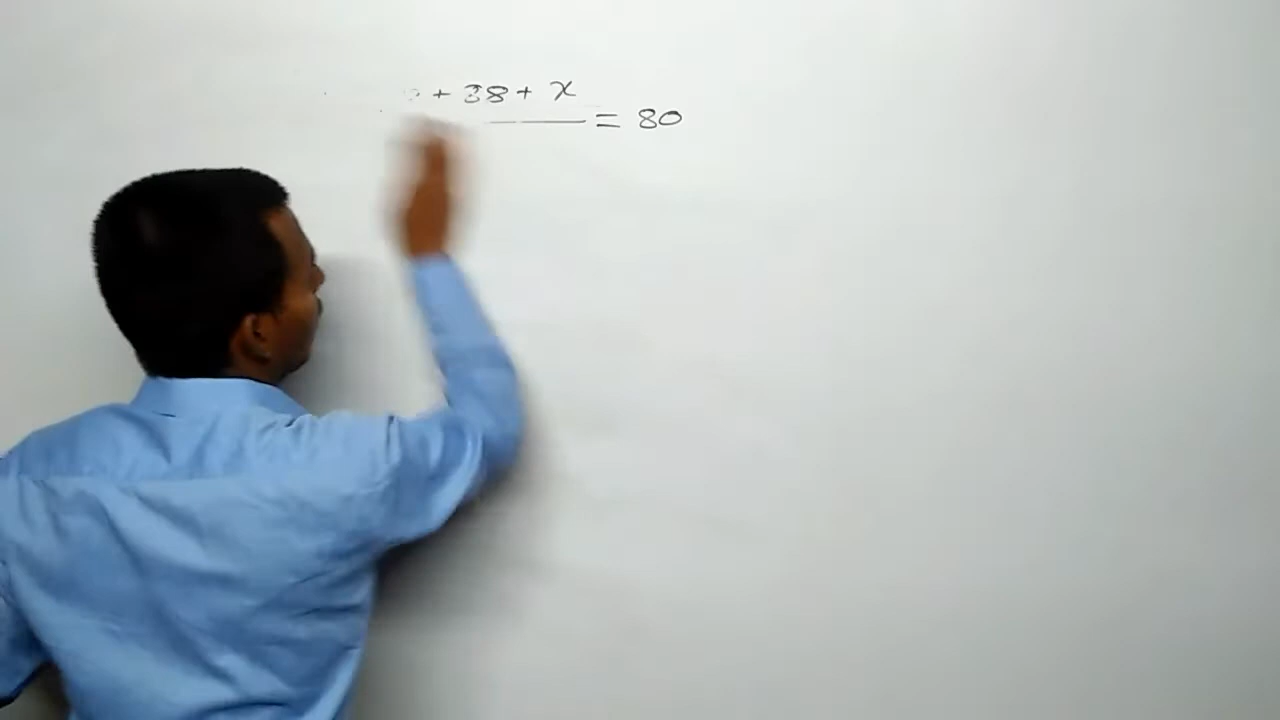 + 38 + x
= 80